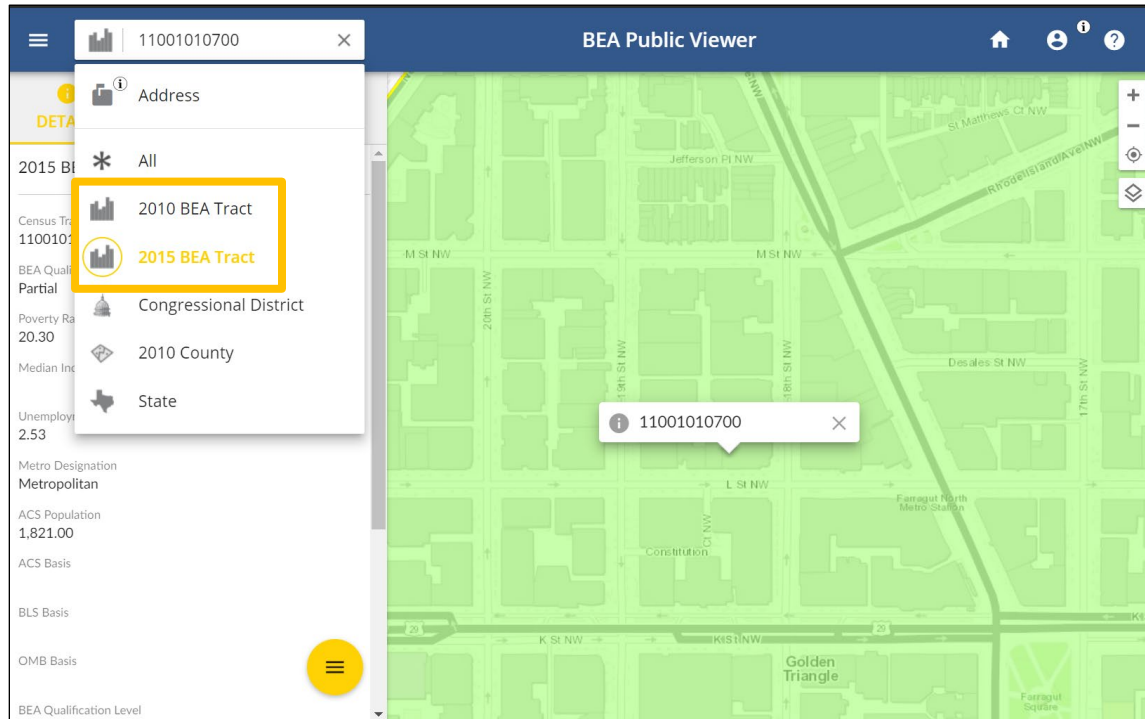 11001010700
BEA Public Viewer
i
?
DETA
Address
All
2010 BEA Tract
2015 BEA Tract
Congressional District
2010 County
State
2015 BE
Census Tra
1100101
BEA Quali
Partial
Poverty Ra
20.30
Median Inc
Unemploy
2.53
Metro Designation
Metropolitan
ACS Population
1,821.00
ACS Basis
BLS Basis
OMB Basis
BEA Qualification Level
Jefferson Pl NW
St Matthews Ct NW
Rhode Island Ave NW
NW
M St NW
M St NW
20th St NW
19th St NW
18th St NW
Desales St NW
17th St NW
11001010700
L St NW
Farragut North
Metro Station
Ct NW
Constitution
29
K St NW
K St NW
29
Golden
Triangle
Farragut
Square